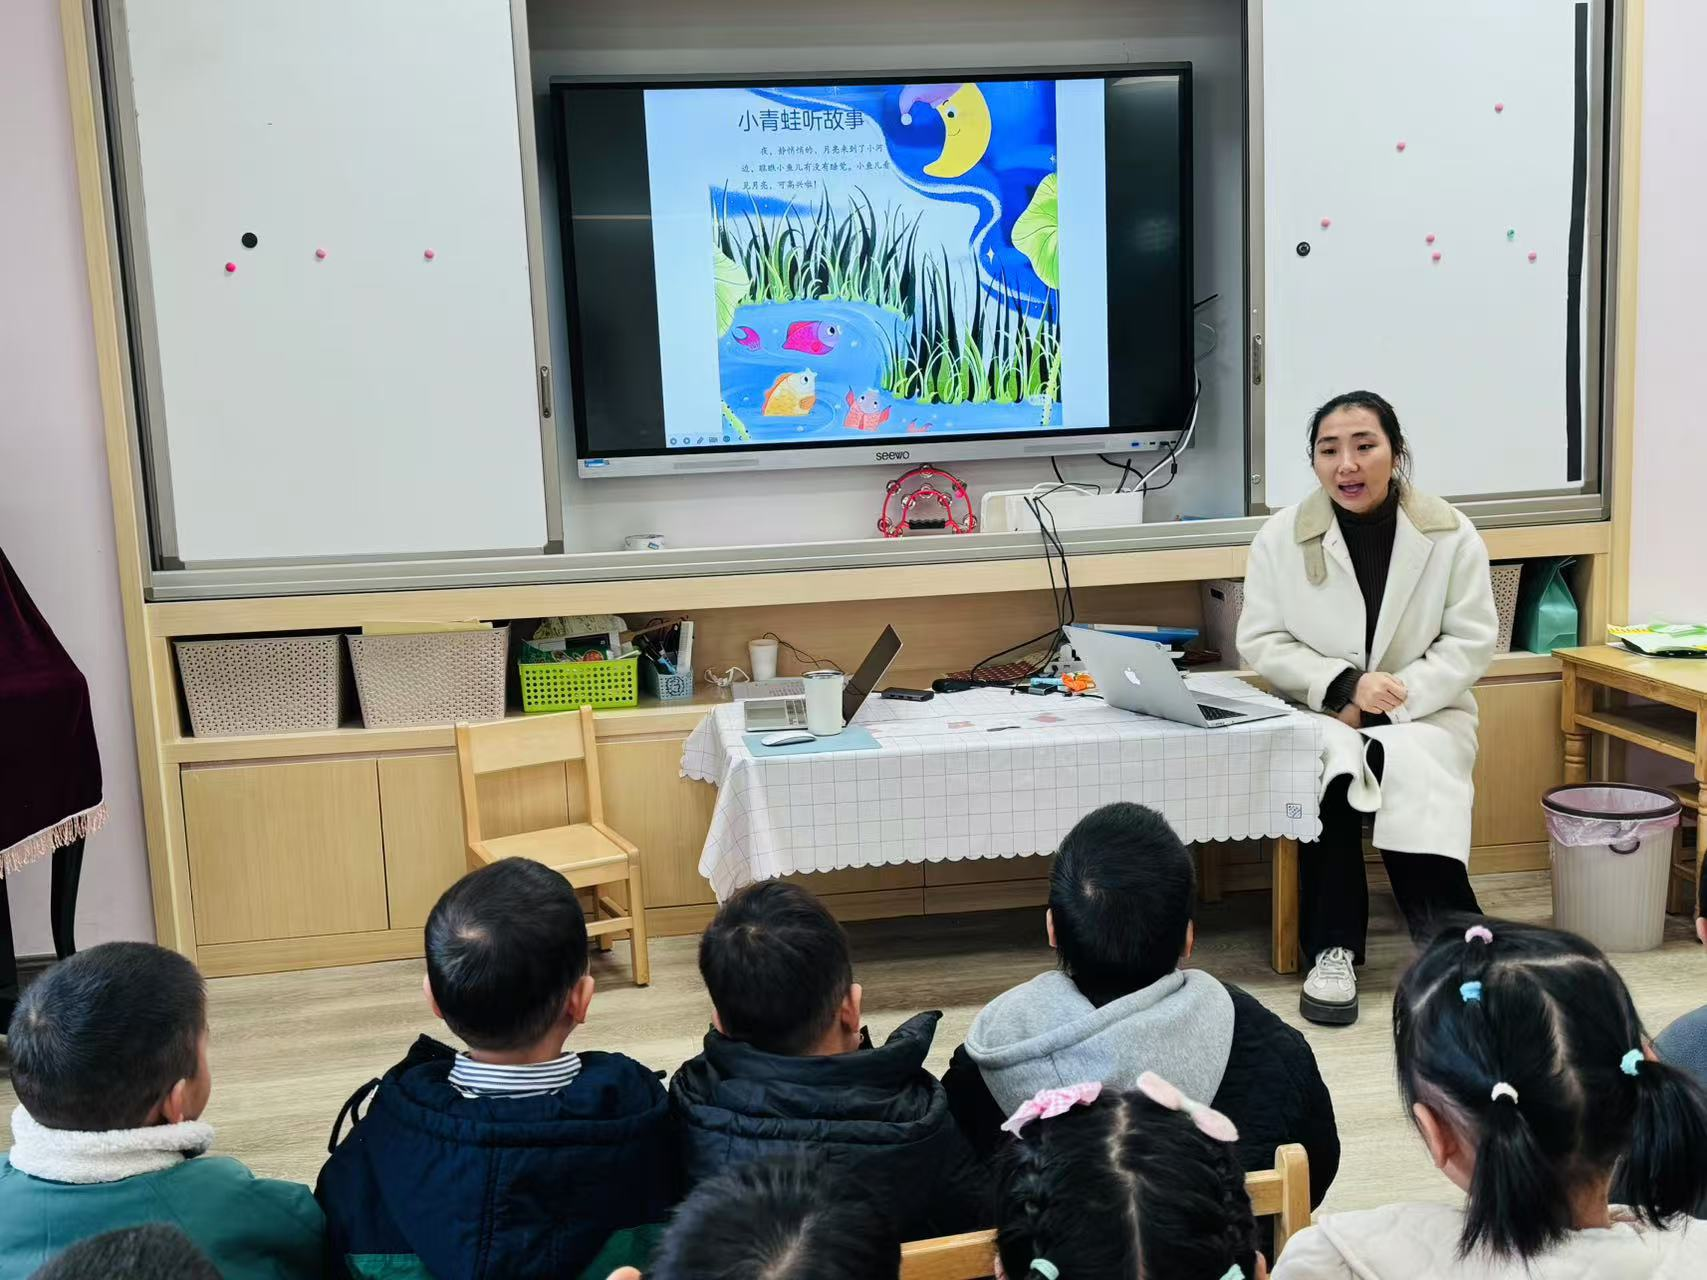 小青蛙听故事
夜，静悄悄的，月亮来到了小河
边，瞧瞧小鱼儿有没有睡觉。小鱼儿看
见月亮，可高兴啦！
seewo
③